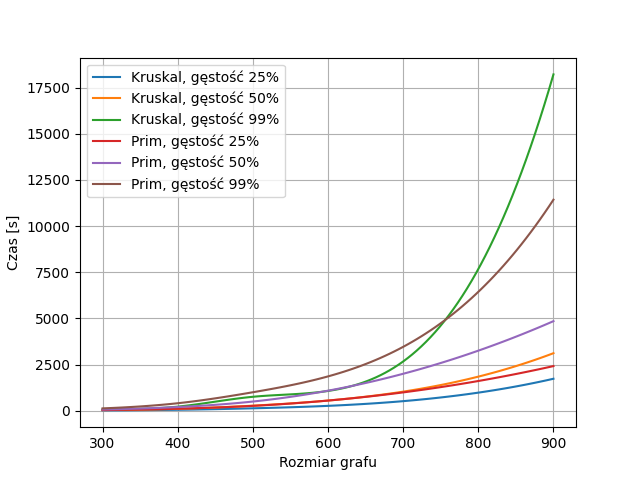 Kruskal, gęstość 25%
Kruskal, gęstość 50%
Kruskal, gęstość 99%
Prim, gęstość 25%
Prim, gęstość 50%
Prim, gęstość 99%
17500
15000
12500
10000
7500
5000
2500
0
Czas [s]
300 400 500 600 700 800 900
Rozmiar grafu